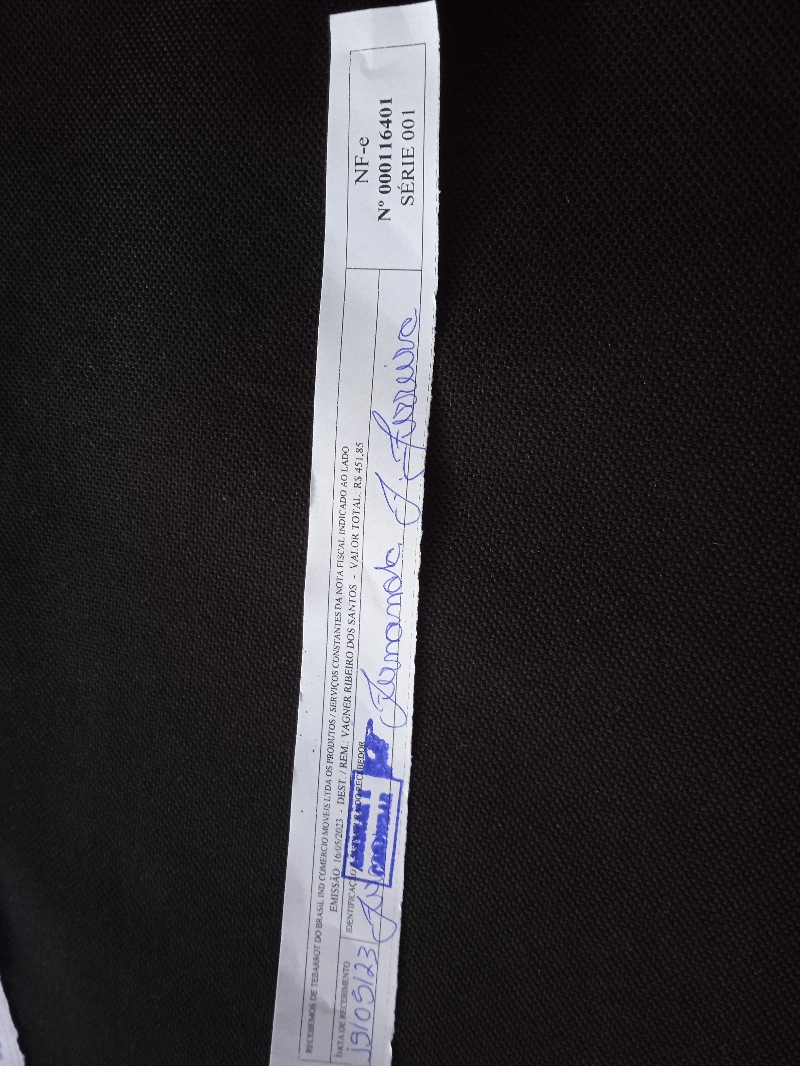 RECEBEMOS DE TEBARROT DO BRASIL IND COMERCIO MOVEIS LTDA OS PRODUTOS / SERVIÇOS CONSTANTES DA NOTA FISCAL INDICADO AO LADO
EMISSÃO: 16/05/2023 - DEST. / REM.: VAGNER RIBEIRO DOS SANTOS - VALOR TOTAL: R$ 451,85
DATA DE RECEBIMENTO
19/05/23
IDENTIFICAÇÃO E ASSINATURA DO RECEBEDOR
Fernanda J. Ferreira
NF-e
Nº 000116401
SÉRIE 001